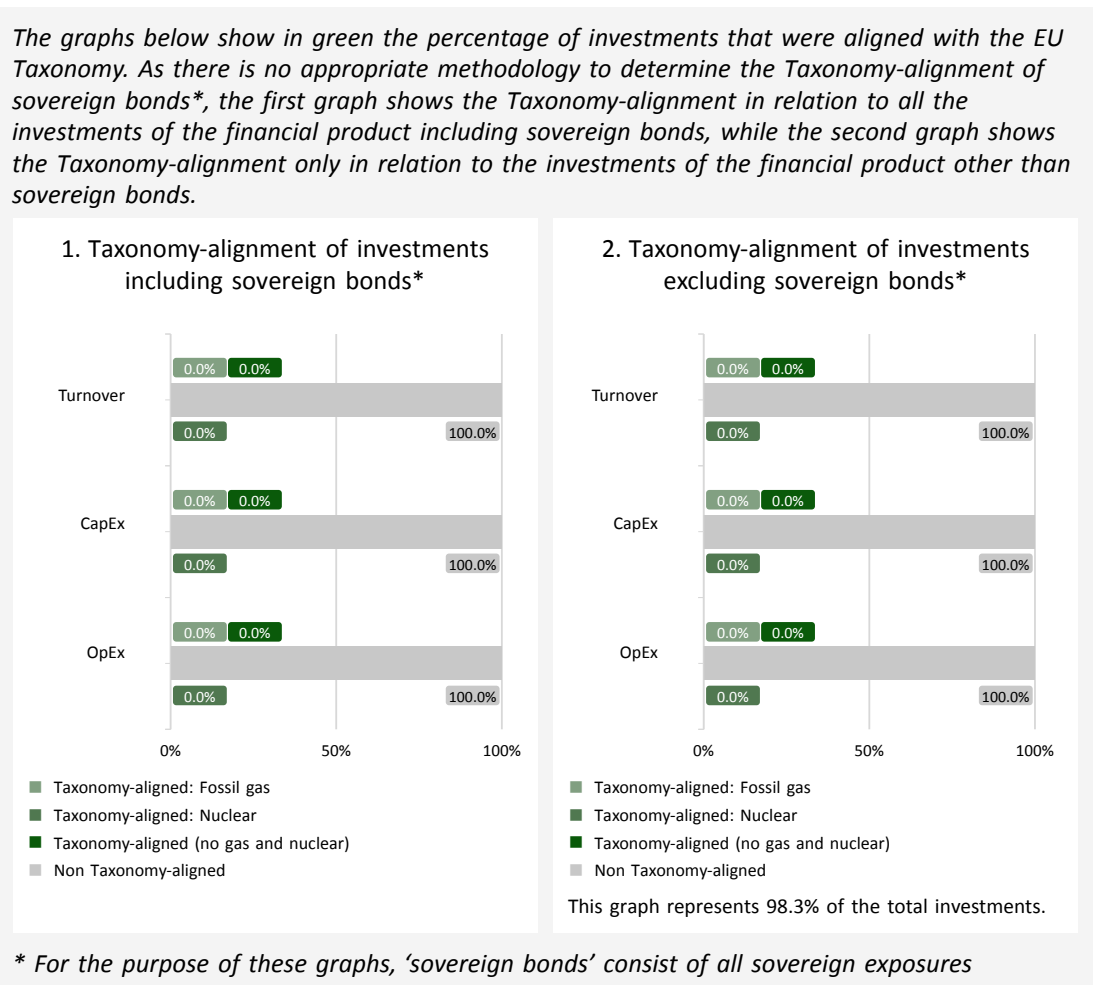 The graphs below show in green the percentage of investments that were aligned with the EU
Taxonomy. As there is no appropriate methodology to determine the Taxonomy-alignment of
sovereign bonds*, the first graph shows the Taxonomy-alignment in relation to all the
investments of the financial product including sovereign bonds, while the second graph shows
the Taxonomy-alignment only in relation to the investments of the financial product other than
sovereign bonds.
1. Taxonomy-alignment of investments
including sovereign bonds*
0.0% 0.0%
Turnover
0.0% 100.0%
0.0% 0.0%
CapEx
0.0% 100.0%
0.0% 0.0%
OpEx
0.0% 100.0%
0% 50% 100%
Taxonomy-aligned: Fossil gas
Taxonomy-aligned: Nuclear
Taxonomy-aligned (no gas and nuclear)
Non Taxonomy-aligned
2. Taxonomy-alignment of investments
excluding sovereign bonds*
0.0% 0.0%
Turnover
0.0% 100.0%
0.0% 0.0%
CapEx
0.0% 100.0%
0.0% 0.0%
OpEx
0.0% 100.0%
0% 50% 100%
Taxonomy-aligned: Fossil gas
Taxonomy-aligned: Nuclear
Taxonomy-aligned (no gas and nuclear)
Non Taxonomy-aligned
This graph represents 98.3% of the total investments.
* For the purpose of these graphs, ‘sovereign bonds’ consist of all sovereign exposures